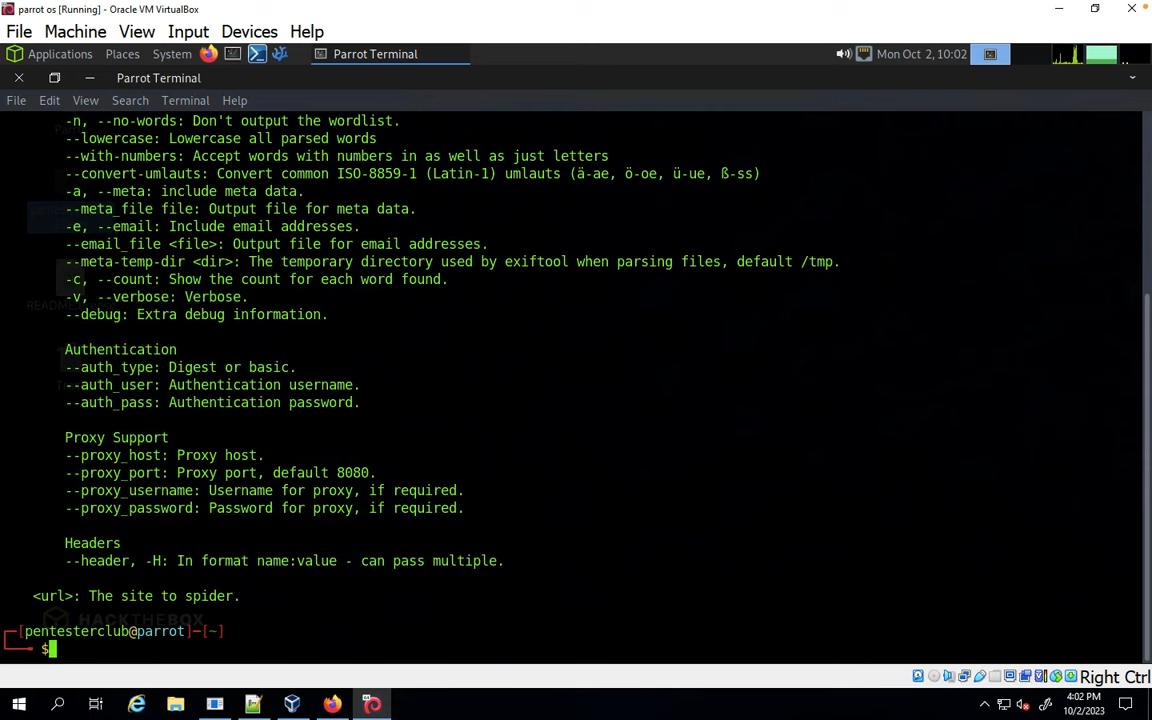 parrot os [Running] - Oracle VM VirtualBox
File Machine View Input Devices Help
Applications Places System Parrot Terminal Mon Oct 2, 10:02
Parrot Terminal
File Edit View Search Terminal Help
-n, --no-words: Don't output the wordlist.
--lowercase: Lowercase all parsed words
--with-numbers: Accept words with numbers in as well as just letters
--convert-umlauts: Convert common ISO-8859-1 (Latin-1) umlauts (ä-ae, ö-oe, ü-ue, ß-ss)
-a, --meta: include meta data.
--meta_file file: Output file for meta data.
-e, --email: Include email addresses.
--email_file <file>: Output file for email addresses.
--meta-temp-dir <dir>: The temporary directory used by exiftool when parsing files, default /tmp.
-c, --count: Show the count for each word found.
-v, --verbose: Verbose.
--debug: Extra debug information.
Authentication
--auth_type: Digest or basic.
--auth_user: Authentication username.
--auth_pass: Authentication password.
Proxy Support
--proxy_host: Proxy host.
--proxy_port: Proxy port, default 8080.
--proxy_username: Username for proxy, if required.
--proxy_password: Password for proxy, if required.
Headers
--header, -H: In format name:value - can pass multiple.
<url>: The site to spider.
HACKTHEBOX
[pentesterclub@parrot]-[~]
$
Right Ctrl
4:02 PM
10/2/2023